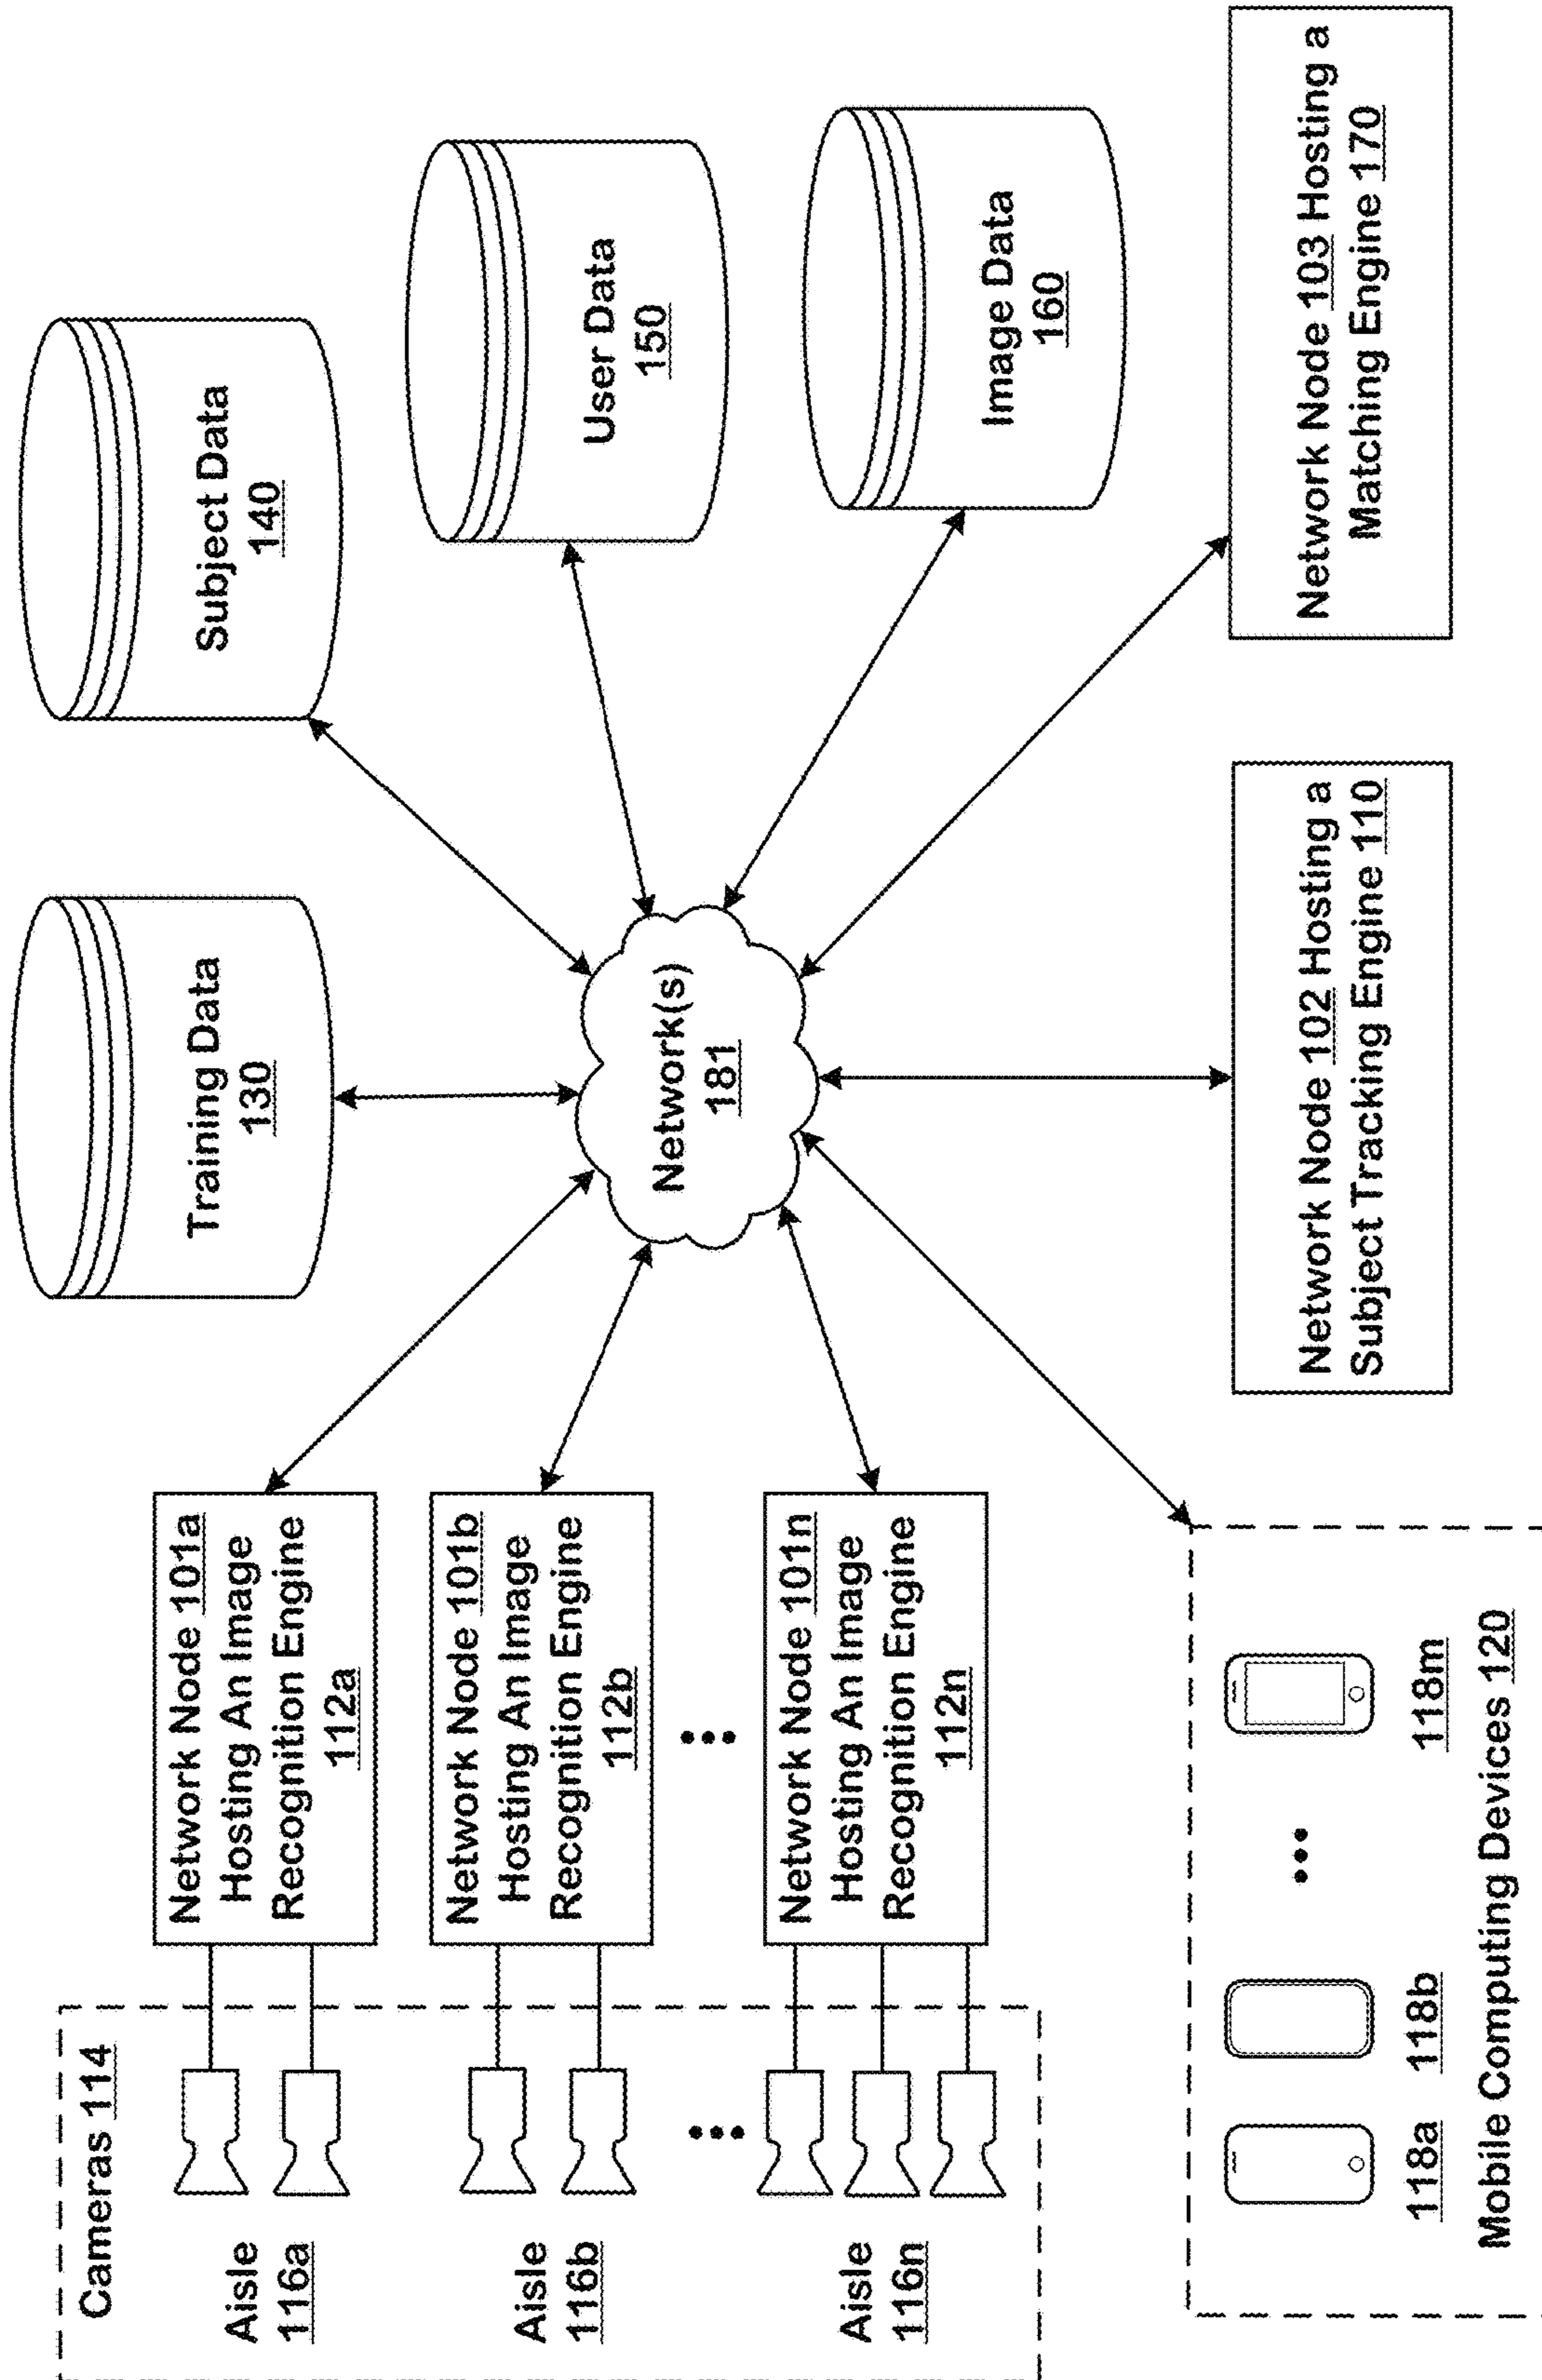 Cameras 114
Aisle
116a
Aisle
116b
Aisle
116n
Network Node 101a
Hosting An Image
Recognition Engine
112a
Network Node 101b
Hosting An Image
Recognition Engine
112b
Network Node 101n
Hosting An Image
Recognition Engine
112n
Training Data
130
Subject Data
140
User Data
150
Image Data
160
Network(s)
181
118a
118b
118m
Mobile Computing Devices 120
Network Node 102 Hosting a
Subject Tracking Engine 110
Network Node 103 Hosting a
Matching Engine 170